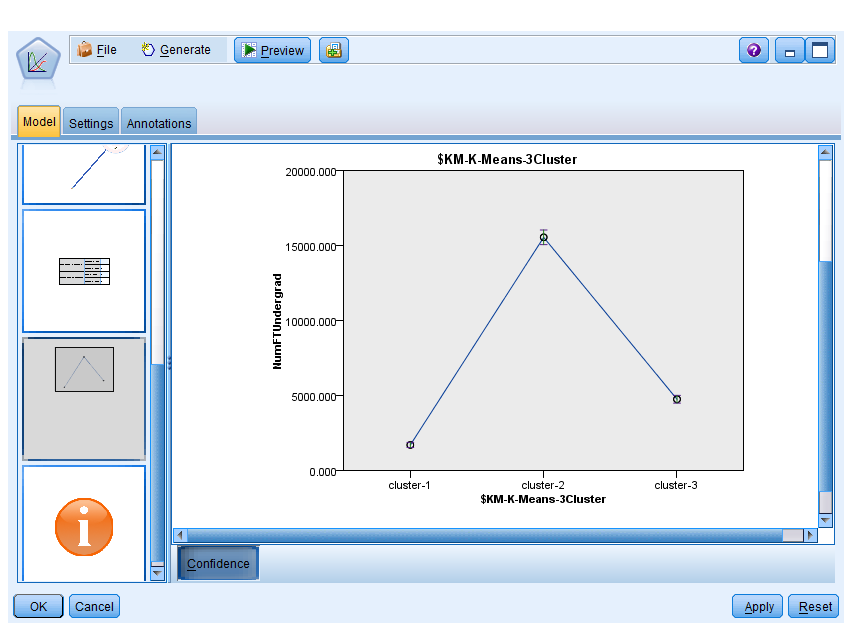 File Generate Preview
Model Settings Annotations
$KM-K-Means-3Cluster
20000.000
15000.000
10000.000
5000.000
0.000
NumFTUndergrad
cluster-1 cluster-2 cluster-3
$KM-K-Means-3Cluster
Confidence
OK Cancel Apply Reset